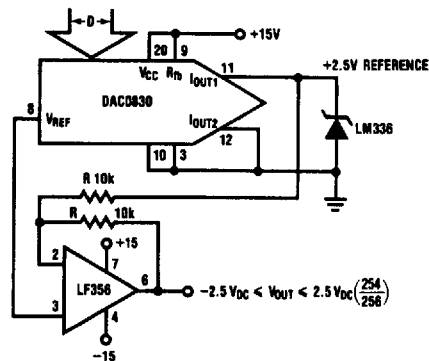 D
+15V
20 9
VCC Rfb
11
IOUT1
+2.5V REFERENCE
8
VREF
DAC0830
IOUT2
12
LM336
10 3
R 10k
R 10k
+15
2
7
6
LF356
−2.5 VDC ≤ VOUT ≤ 2.5 VDC(254/256)
3
4
−15